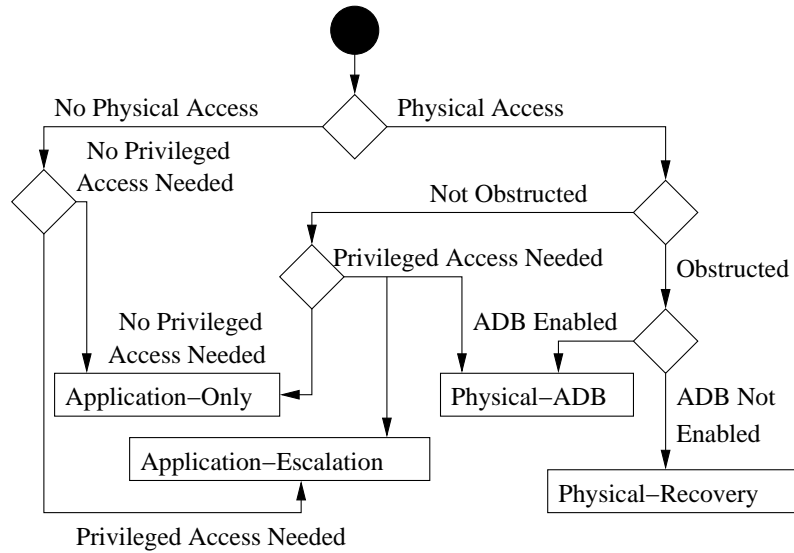 No Physical Access
Physical Access
No Privileged
Access Needed
Not Obstructed
Privileged Access Needed
Obstructed
No Privileged
Access Needed
ADB Enabled
Application−Only
Physical−ADB
ADB Not
Enabled
Application−Escalation
Physical−Recovery
Privileged Access Needed